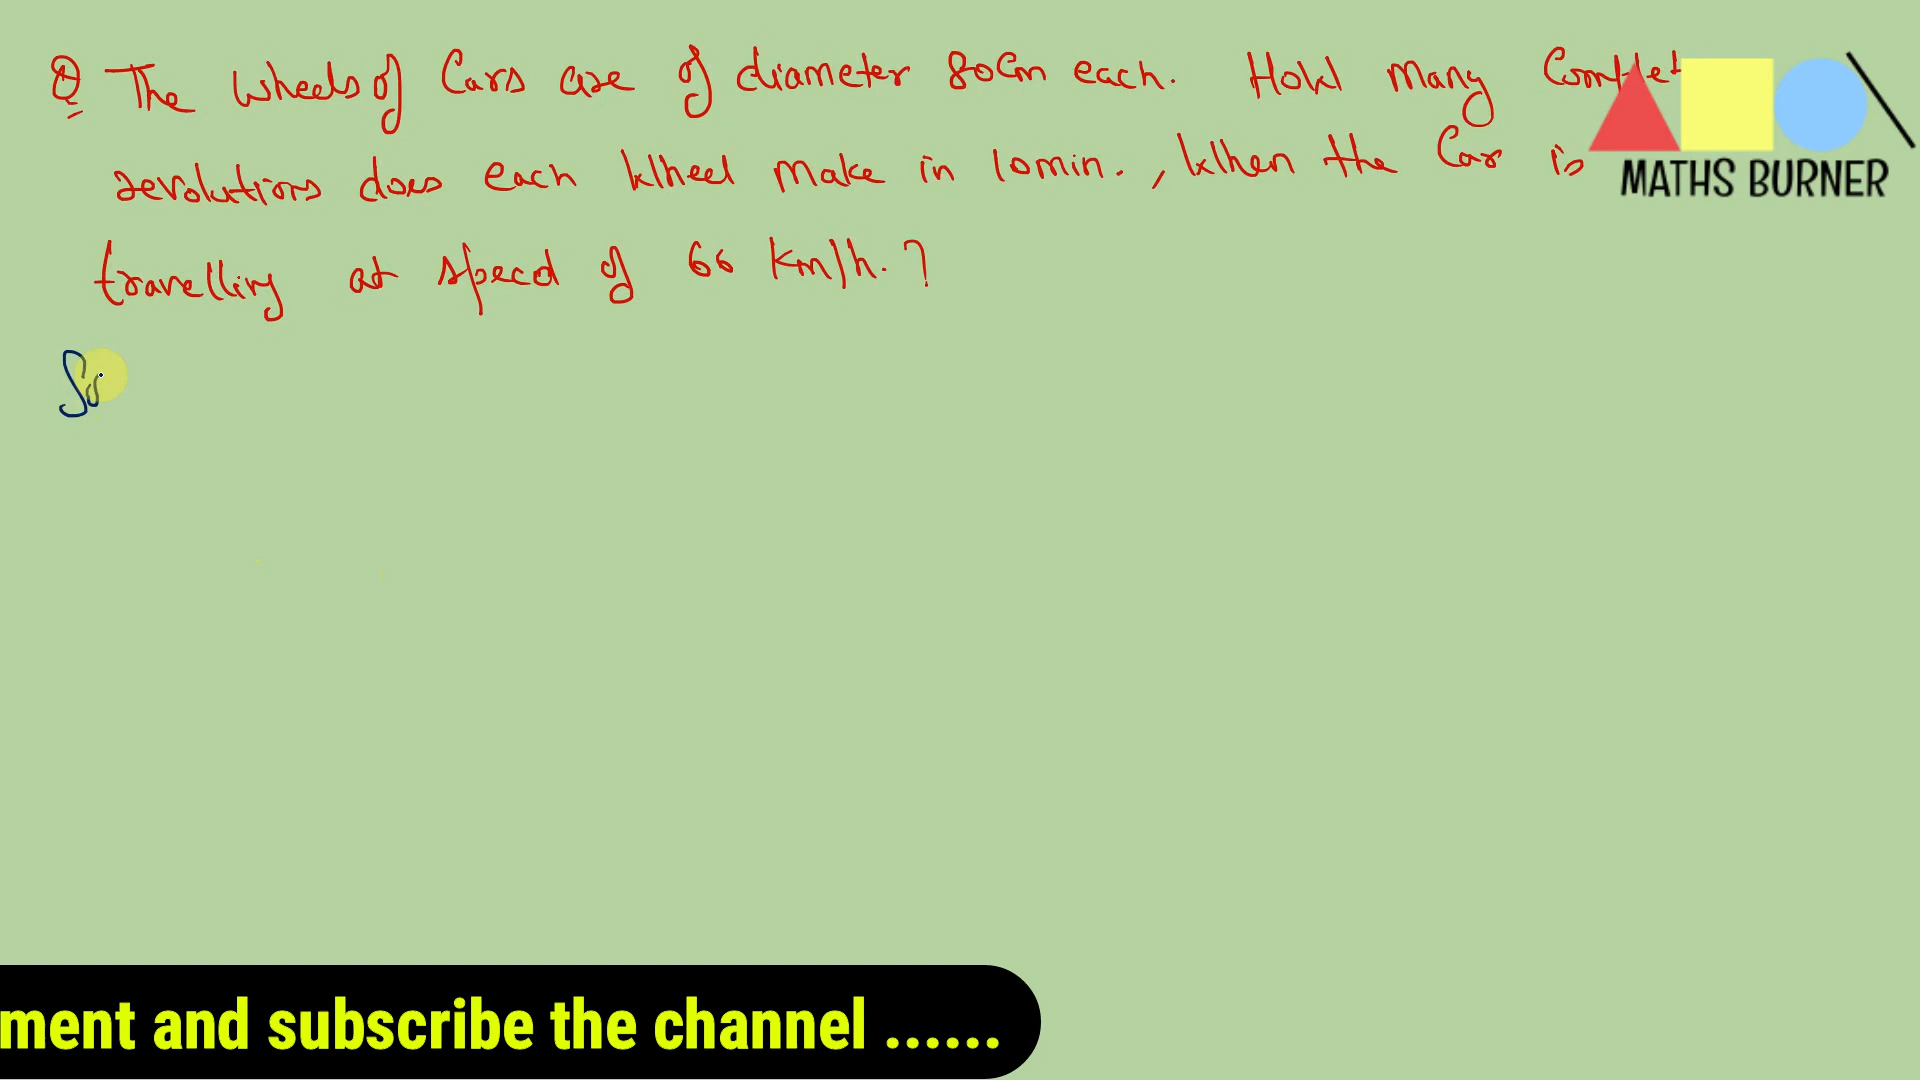 Q The wheels of Cars are of diameter 80cm each. How many Complet
MATHS BURNER
revolutions does each wheel make in 10min., when the Car is
travelling at speed of 66 km/h.?
So
ment and subscribe the channel ......